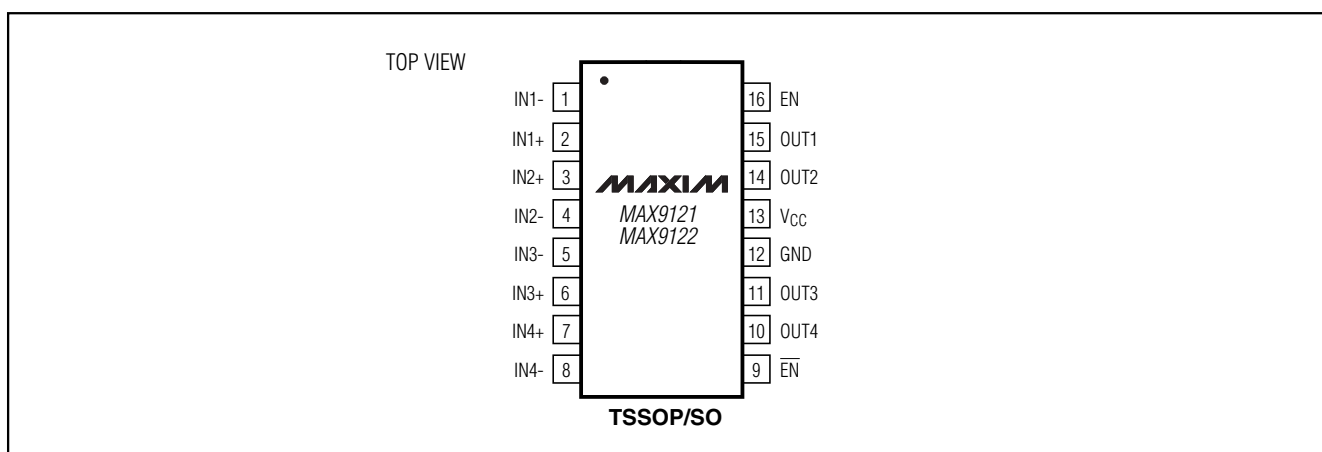 TOP VIEW
IN1- 1
IN1+ 2
IN2+ 3
IN2- 4
IN3- 5
IN3+ 6
IN4+ 7
IN4- 8
MAXIM
MAX9121
MAX9122
16 EN
15 OUT1
14 OUT2
13 VCC
12 GND
11 OUT3
10 OUT4
9 E̅N̅
TSSOP/SO